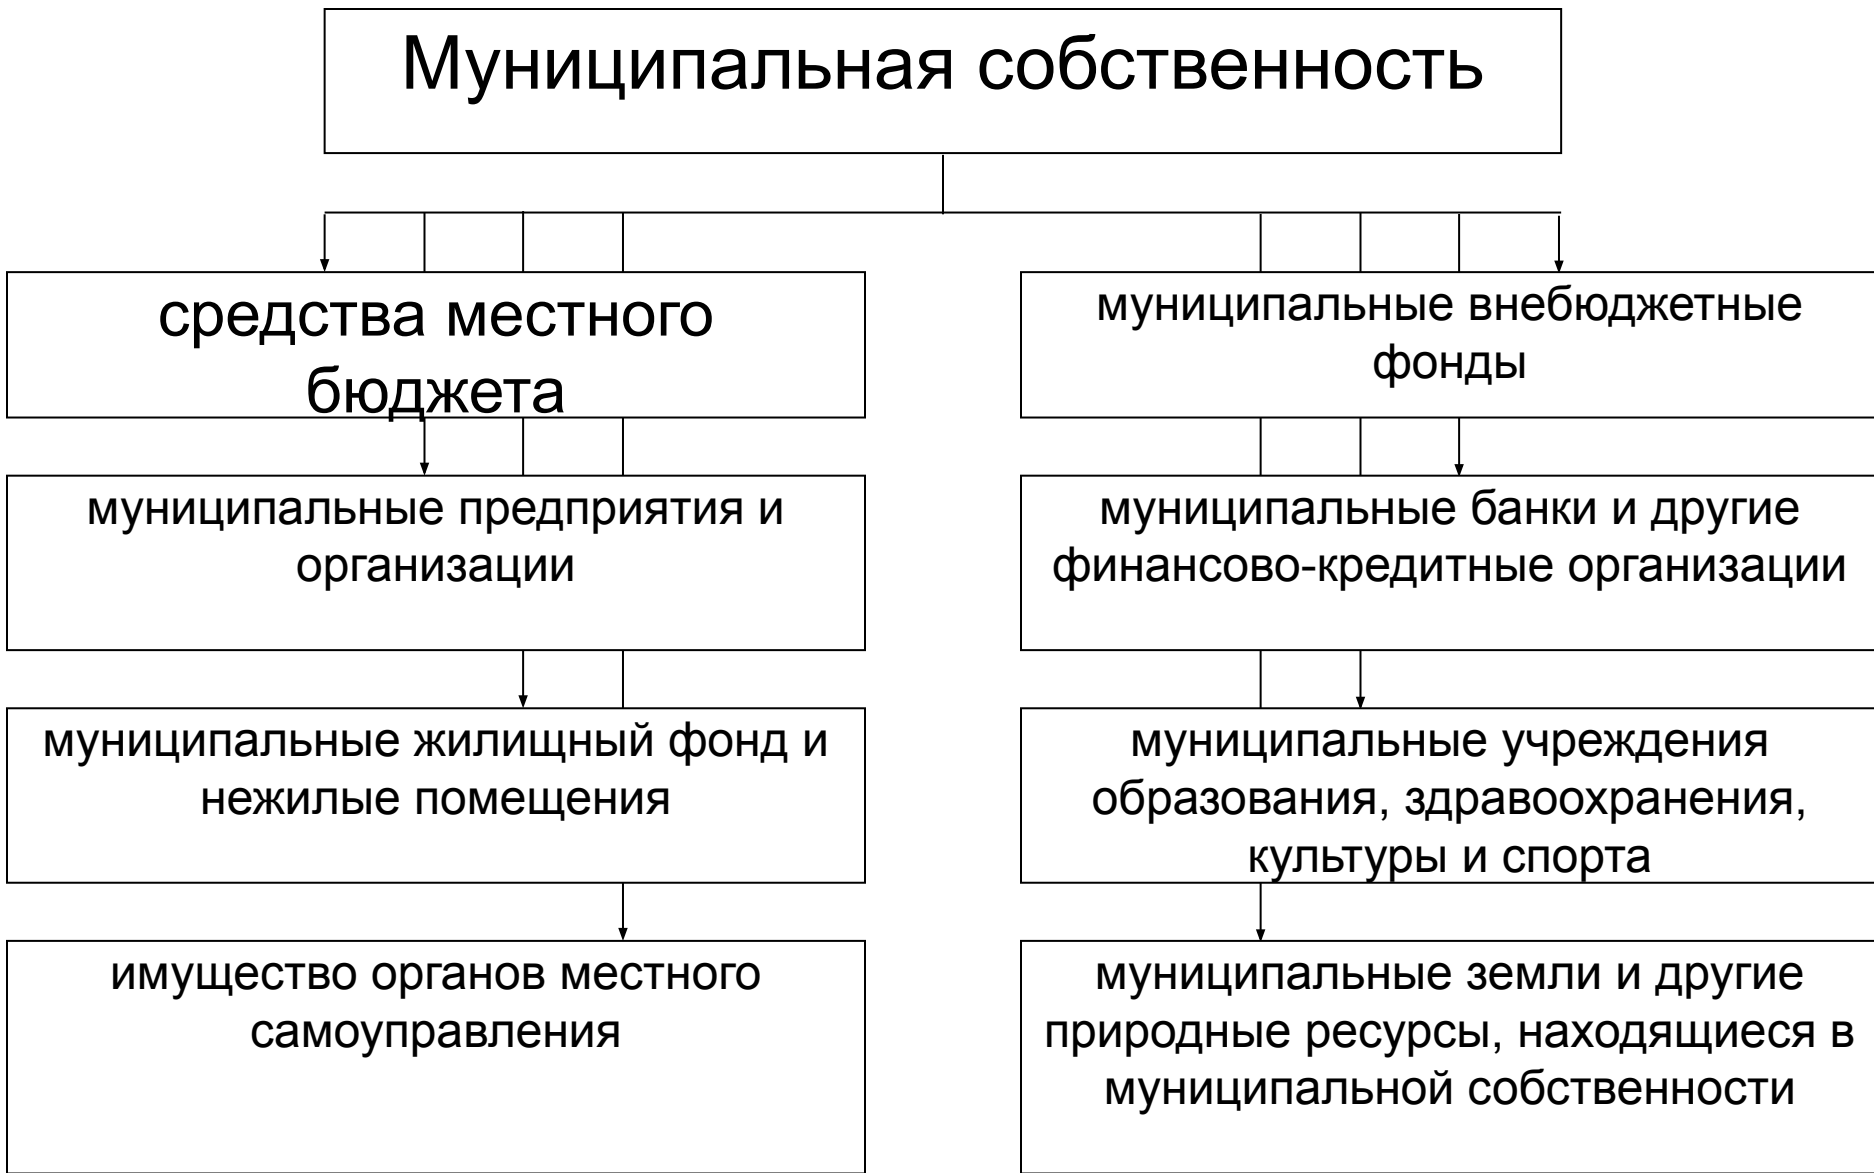 Муниципальная собственность
средства местного
бюджета
муниципальные внебюджетные
фонды
муниципальные предприятия и
организации
муниципальные банки и другие
финансово-кредитные организации
муниципальные жилищный фонд и
нежилые помещения
муниципальные учреждения
образования, здравоохранения,
культуры и спорта
имущество органов местного
самоуправления
муниципальные земли и другие
природные ресурсы, находящиеся в
муниципальной собственности